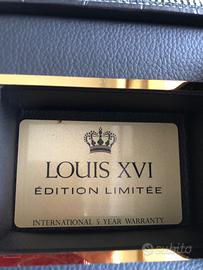 LOUIS XVI
ÉDITION LIMITÉE
INTERNATIONAL 5 YEAR WARRANTY
subito